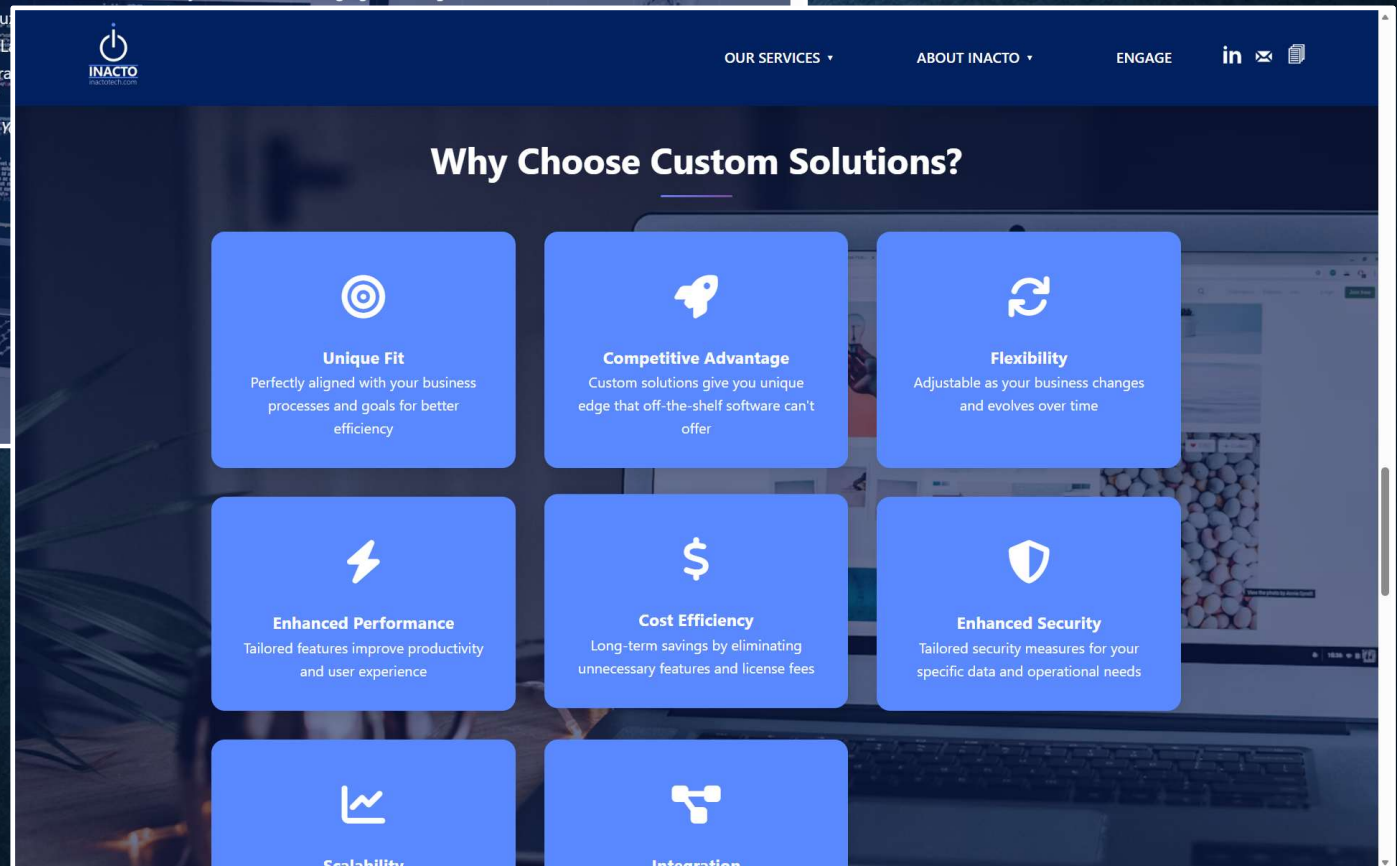 INACTO
inactotech.com
OUR SERVICES ▾
ABOUT INACTO ▾
ENGAGE
in
Why Choose Custom Solutions?
Unique Fit
Perfectly aligned with your business
processes and goals for better
efficiency
Competitive Advantage
Custom solutions give you unique
edge that off-the-shelf software can't
offer
Flexibility
Adjustable as your business changes
and evolves over time
Enhanced Performance
Tailored features improve productivity
and user experience
$
Cost Efficiency
Long-term savings by eliminating
unnecessary features and license fees
Enhanced Security
Tailored security measures for your
specific data and operational needs
Scalability
Integration